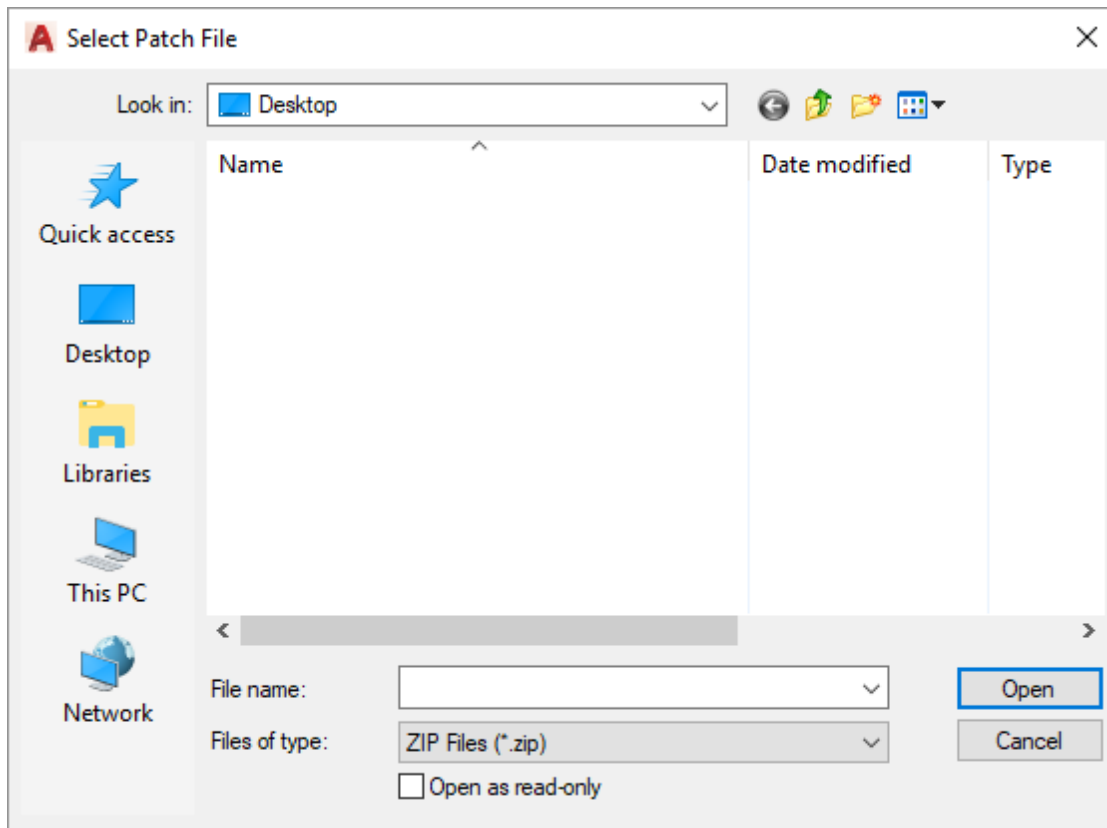 Select Patch File
Look in: Desktop
Name Date modified Type
Quick access
Desktop
Libraries
This PC
Network
File name: Open
Files of type: ZIP Files (*.zip) Cancel
Open as read-only